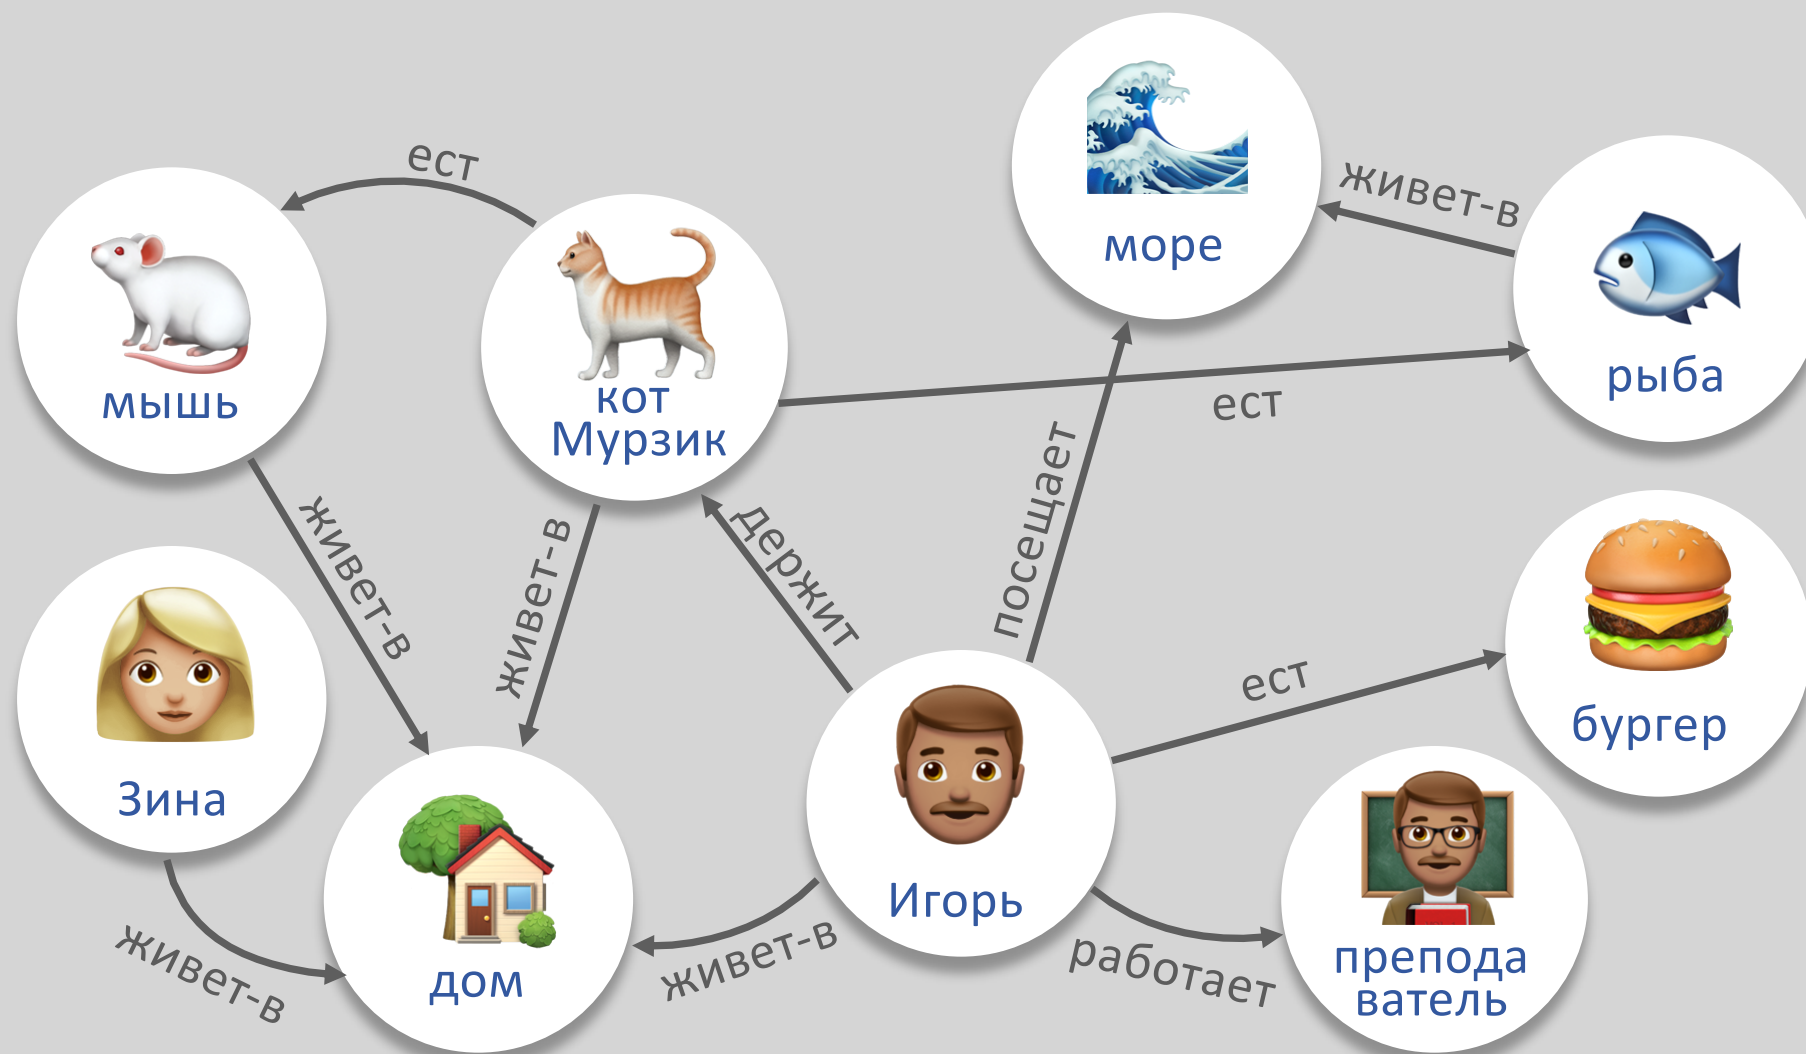 ест
живет-в
море
мышь
кот
Мурзик
ест
рыба
живет-в
живет-в
держит
посещает
ест
бургер
Зина
Игорь
живет-в
дом
живет-в
работает
препода
ватель